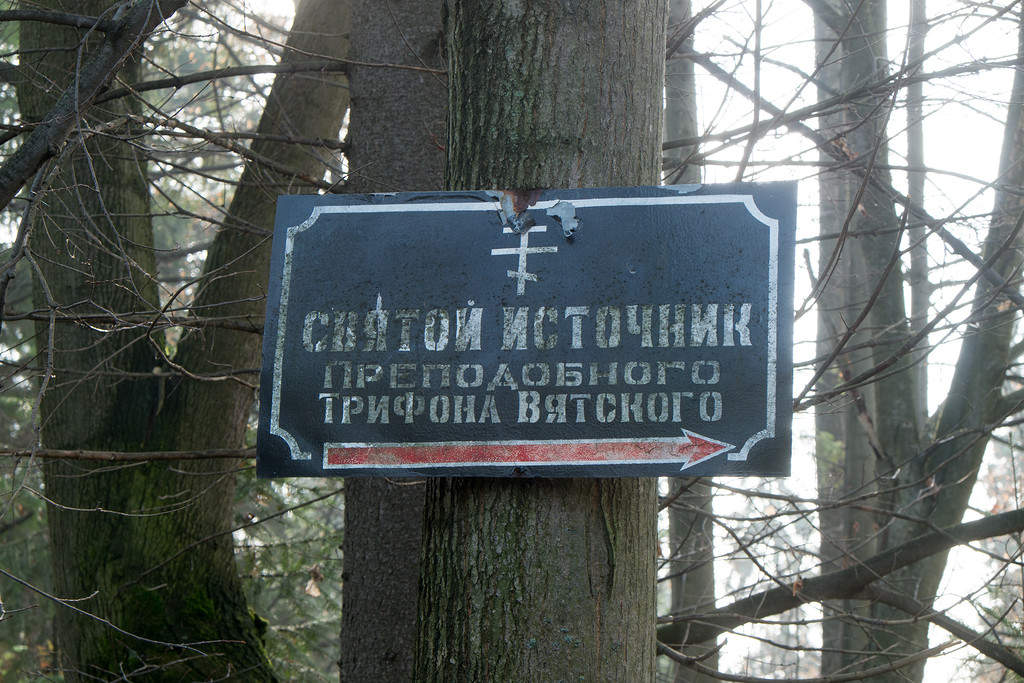 СВЯТОЙ ИСТОЧНИК
ПРЕПОДОБНОГО
ТРИФОНА ВЯТСКОГО